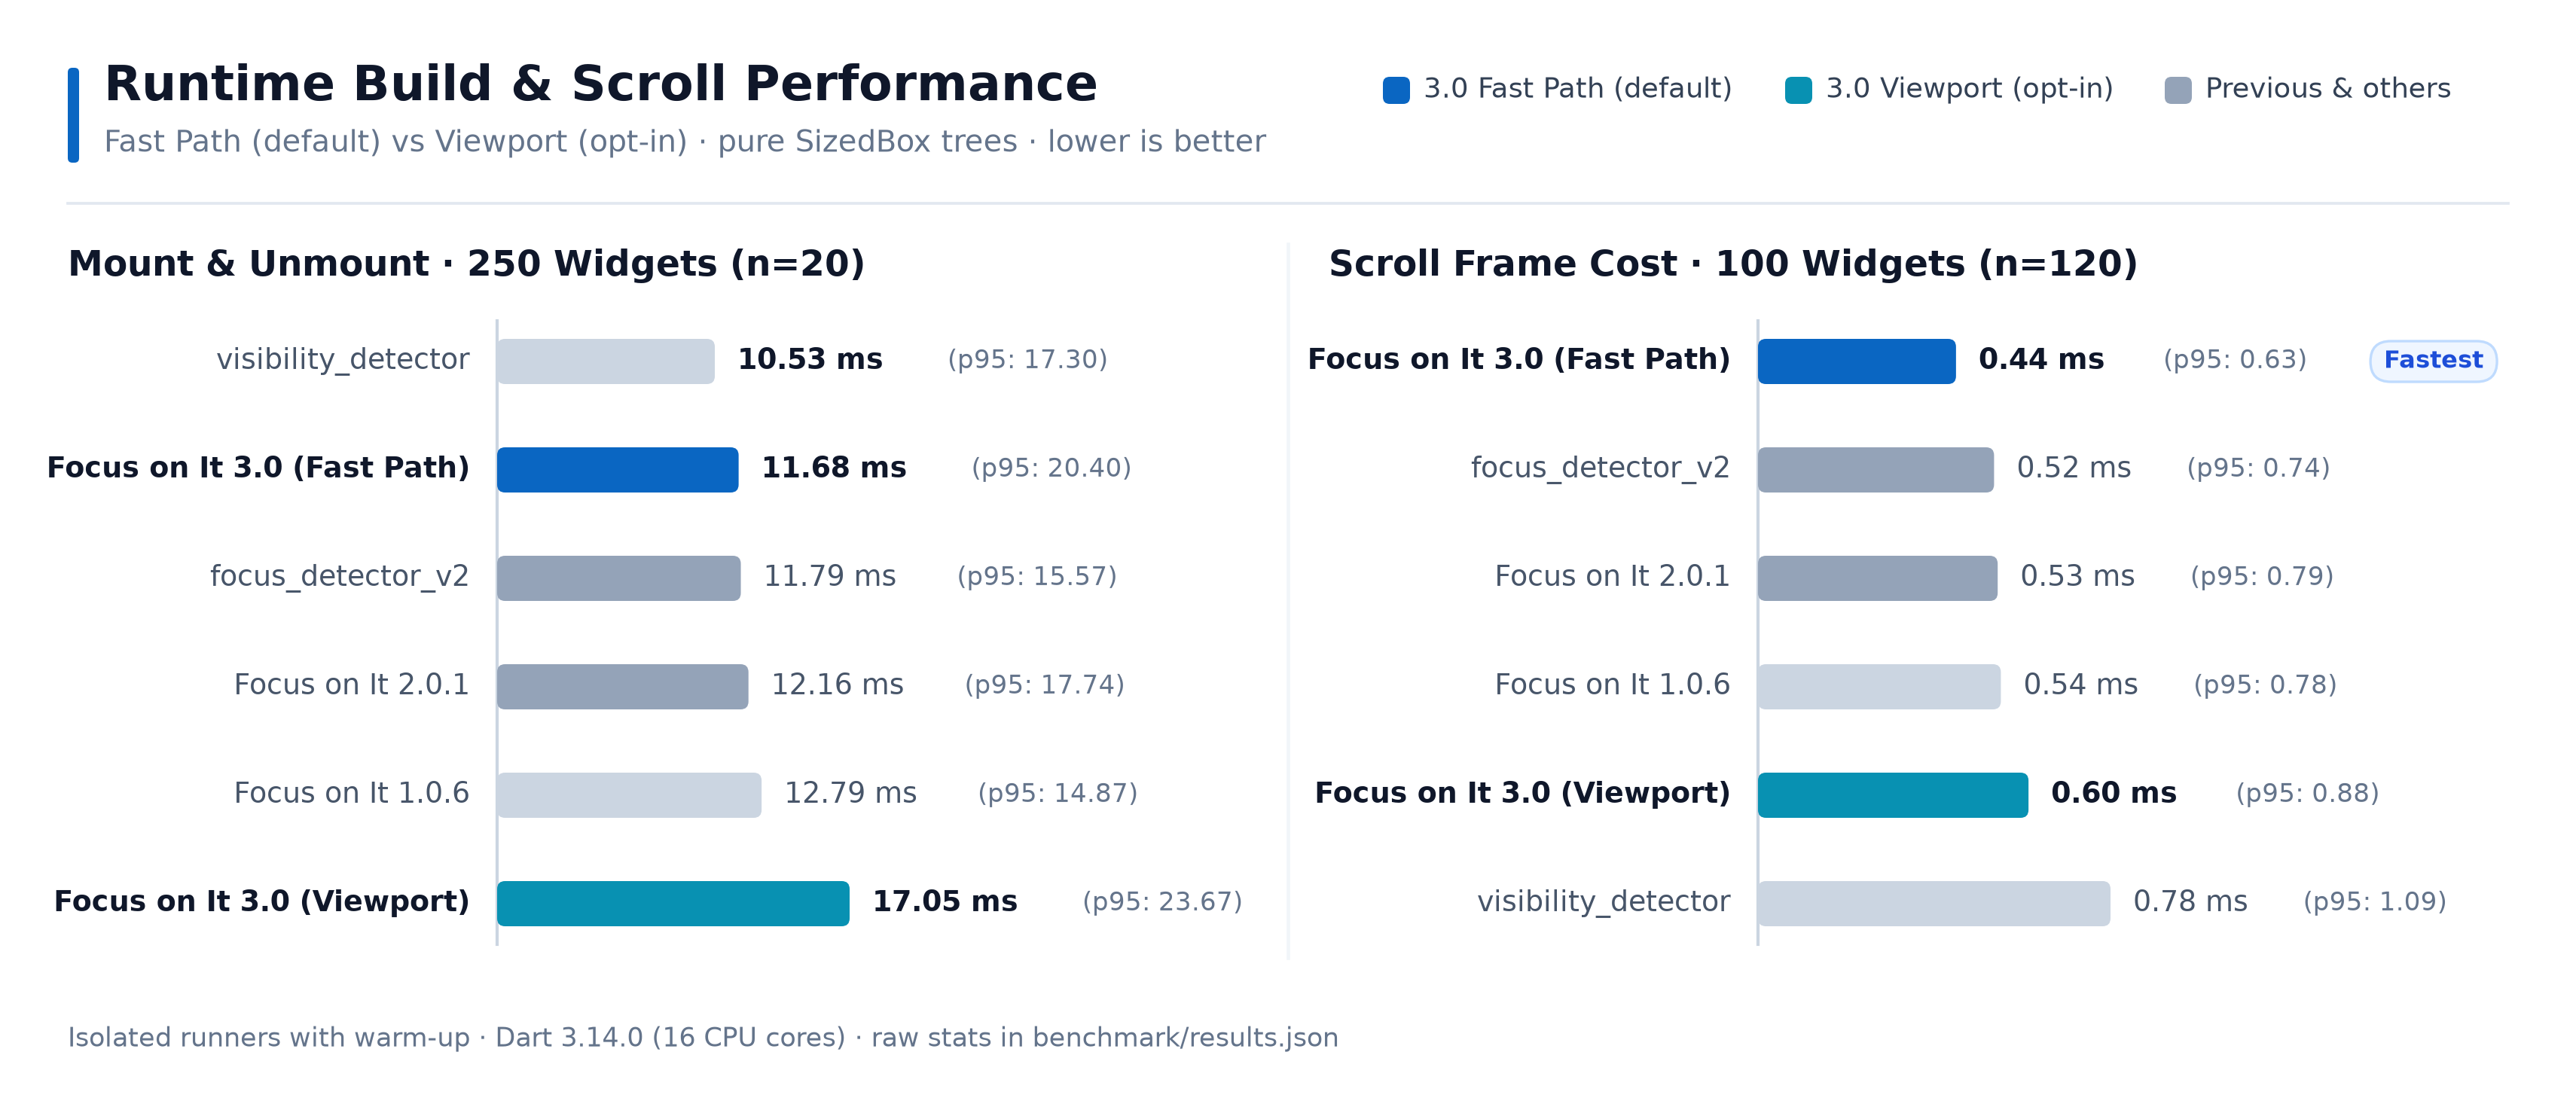 Runtime Build & Scroll Performance
Fast Path (default) vs Viewport (opt-in) · pure SizedBox trees · lower is better
3.0 Fast Path (default)
3.0 Viewport (opt-in)
Previous & others
Mount & Unmount · 250 Widgets (n=20)
visibility_detector 10.53 ms (p95: 17.30)
Focus on It 3.0 (Fast Path) 11.68 ms (p95: 20.40)
focus_detector_v2 11.79 ms (p95: 15.57)
Focus on It 2.0.1 12.16 ms (p95: 17.74)
Focus on It 1.0.6 12.79 ms (p95: 14.87)
Focus on It 3.0 (Viewport) 17.05 ms (p95: 23.67)
Scroll Frame Cost · 100 Widgets (n=120)
Focus on It 3.0 (Fast Path) 0.44 ms (p95: 0.63) Fastest
focus_detector_v2 0.52 ms (p95: 0.74)
Focus on It 2.0.1 0.53 ms (p95: 0.79)
Focus on It 1.0.6 0.54 ms (p95: 0.78)
Focus on It 3.0 (Viewport) 0.60 ms (p95: 0.88)
visibility_detector 0.78 ms (p95: 1.09)
Isolated runners with warm-up · Dart 3.14.0 (16 CPU cores) · raw stats in benchmark/results.json